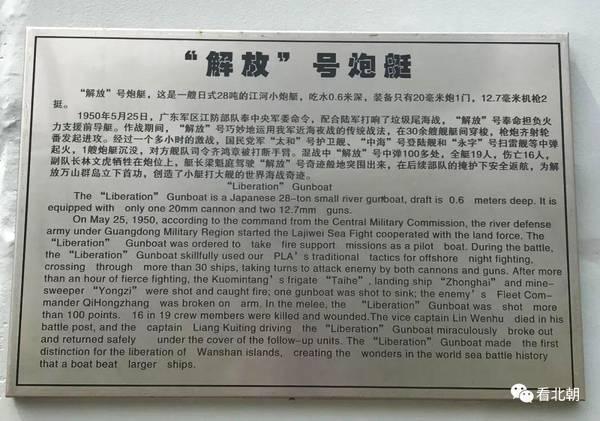 “解放”号炮艇
“解放”号炮艇，这是一艘日式28吨的江河小炮艇，吃水0.6米深，装备只有20毫米炮1门，12.7毫米机枪2
挺。
1950年5月25日，广东军区江防部队奉中央军委命令，配合陆军打响了垃圾尾海战，“解放”号奉命担负火
力支援前导艇。作战期间，“解放”号巧妙地运用我军近海夜战的传统战法，在30余艘舰艇间穿梭，枪炮齐射轮
番发起进攻。经过一个多小时的激战，国民党军“太和”号护卫舰、“中海”号登陆舰和“永字”号扫雷舰等中弹
起火，1艘炮艇沉没，对方舰队司令齐鸿章被打断手臂。混战中“解放”号中弹100多处，全艇19人，伤亡16人，
副队长林文虎牺牲在炮位上，艇长梁魁庭驾驶“解放”号奇迹般地突围出来，在后续部队的掩护下安全返航，为解
放万山群岛立下首功，创造了小艇打大舰的世界海战奇迹。
“Liberation” Gunboat
The “Liberation” Gunboat is a Japanese 28-ton small river gunboat, draft is 0.6 meters deep. It is
equipped with only one 20mm cannon and two 12.7mm guns.
On May 25, 1950, according to the command from the Central Military Commission, the river defense
army under Guangdong Military Region started the Lajiwei Sea Fight cooperated with the land force. The
“Liberation” Gunboat was ordered to take fire support missions as a pilot boat. During the battle,
the “Liberation” Gunboat skillfully used our PLA’s traditional tactics for offshore night fighting,
crossing through more than 30 ships, taking turns to attack enemy by both cannons and guns. After more
than an hour of fierce fighting, the Kuomintang’s frigate “Taihe”, landing ship “Zhonghai” and mine-
sweeper “Yongzi” were shot and caught fire; one gunboat was shot to sink; the enemy’s Fleet Com-
mander QiHongzhang was broken on arm. In the melee, the “Liberation” Gunboat was shot more
than 100 points. 16 in 19 crew members were killed and wounded.The vice captain Lin Wenhu died in his
battle post, and the captain Liang Kuiting driving the “Liberation” Gunboat miraculously broke out
and returned safely under the cover of the follow-up units. The “Liberation” Gunboat made the first
distinction for the liberation of Wanshan islands, creating the wonders in the world sea battle history
that a boat beat larger ships.
看北朝